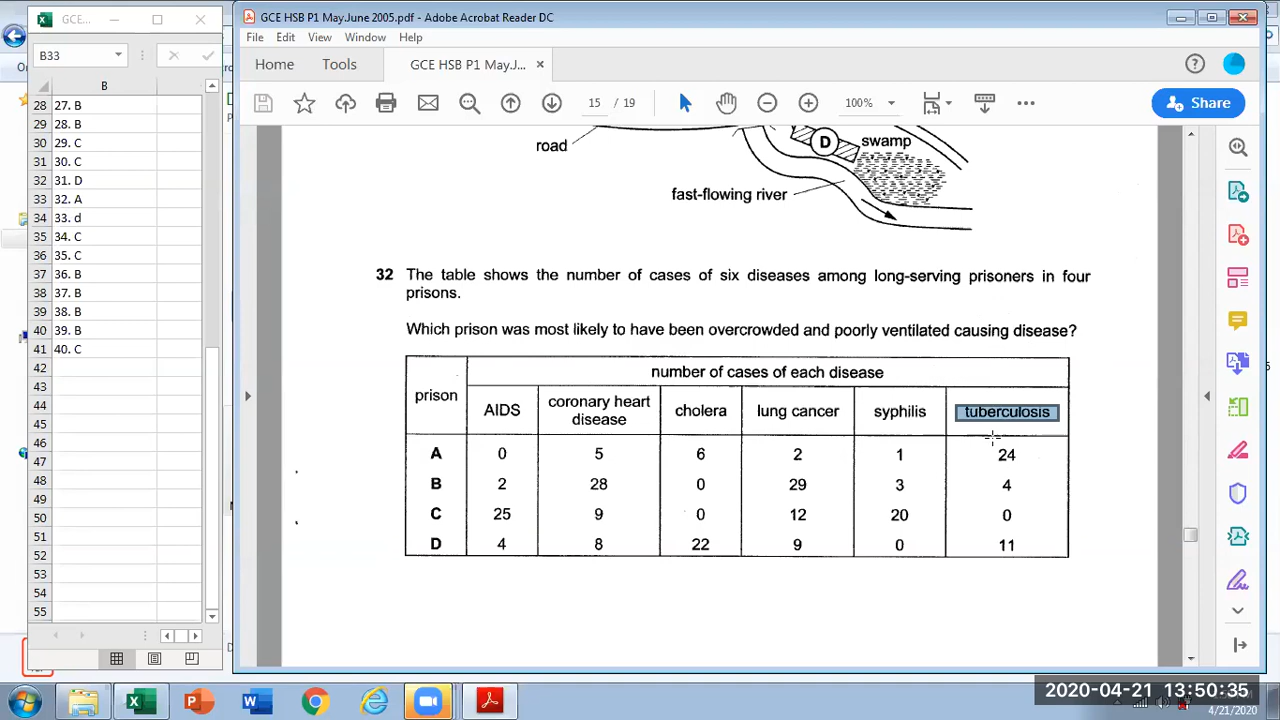 GCE...
GCE HSB P1 May.June 2005.pdf - Adobe Acrobat Reader DC
B33
File Edit View Window Help
Home Tools GCE HSB P1 May.J... ×
15 / 19 100% Share
B
28 27. B
29 28. B
30 29. C
31 30. C
32 31. D
33 32. A
34 33. d
35 34. C
36 35. C
37 36. B
38 37. B
39 38. B
40 39. B
41 40. C
42
43
44
45
46
47
48
49
50
51
52
53
54
55
road
D
swamp
fast-flowing river
32 The table shows the number of cases of six diseases among long-serving prisoners in four
prisons.
Which prison was most likely to have been overcrowded and poorly ventilated causing disease?
prison number of cases of each disease
AIDS coronary heart disease cholera lung cancer syphilis tuberculosis
A 0 5 6 2 1 24
B 2 28 0 29 3 4
C 25 9 0 12 20 0
D 4 8 22 9 0 11
2020-04-21 13:50:35
4/21/2020